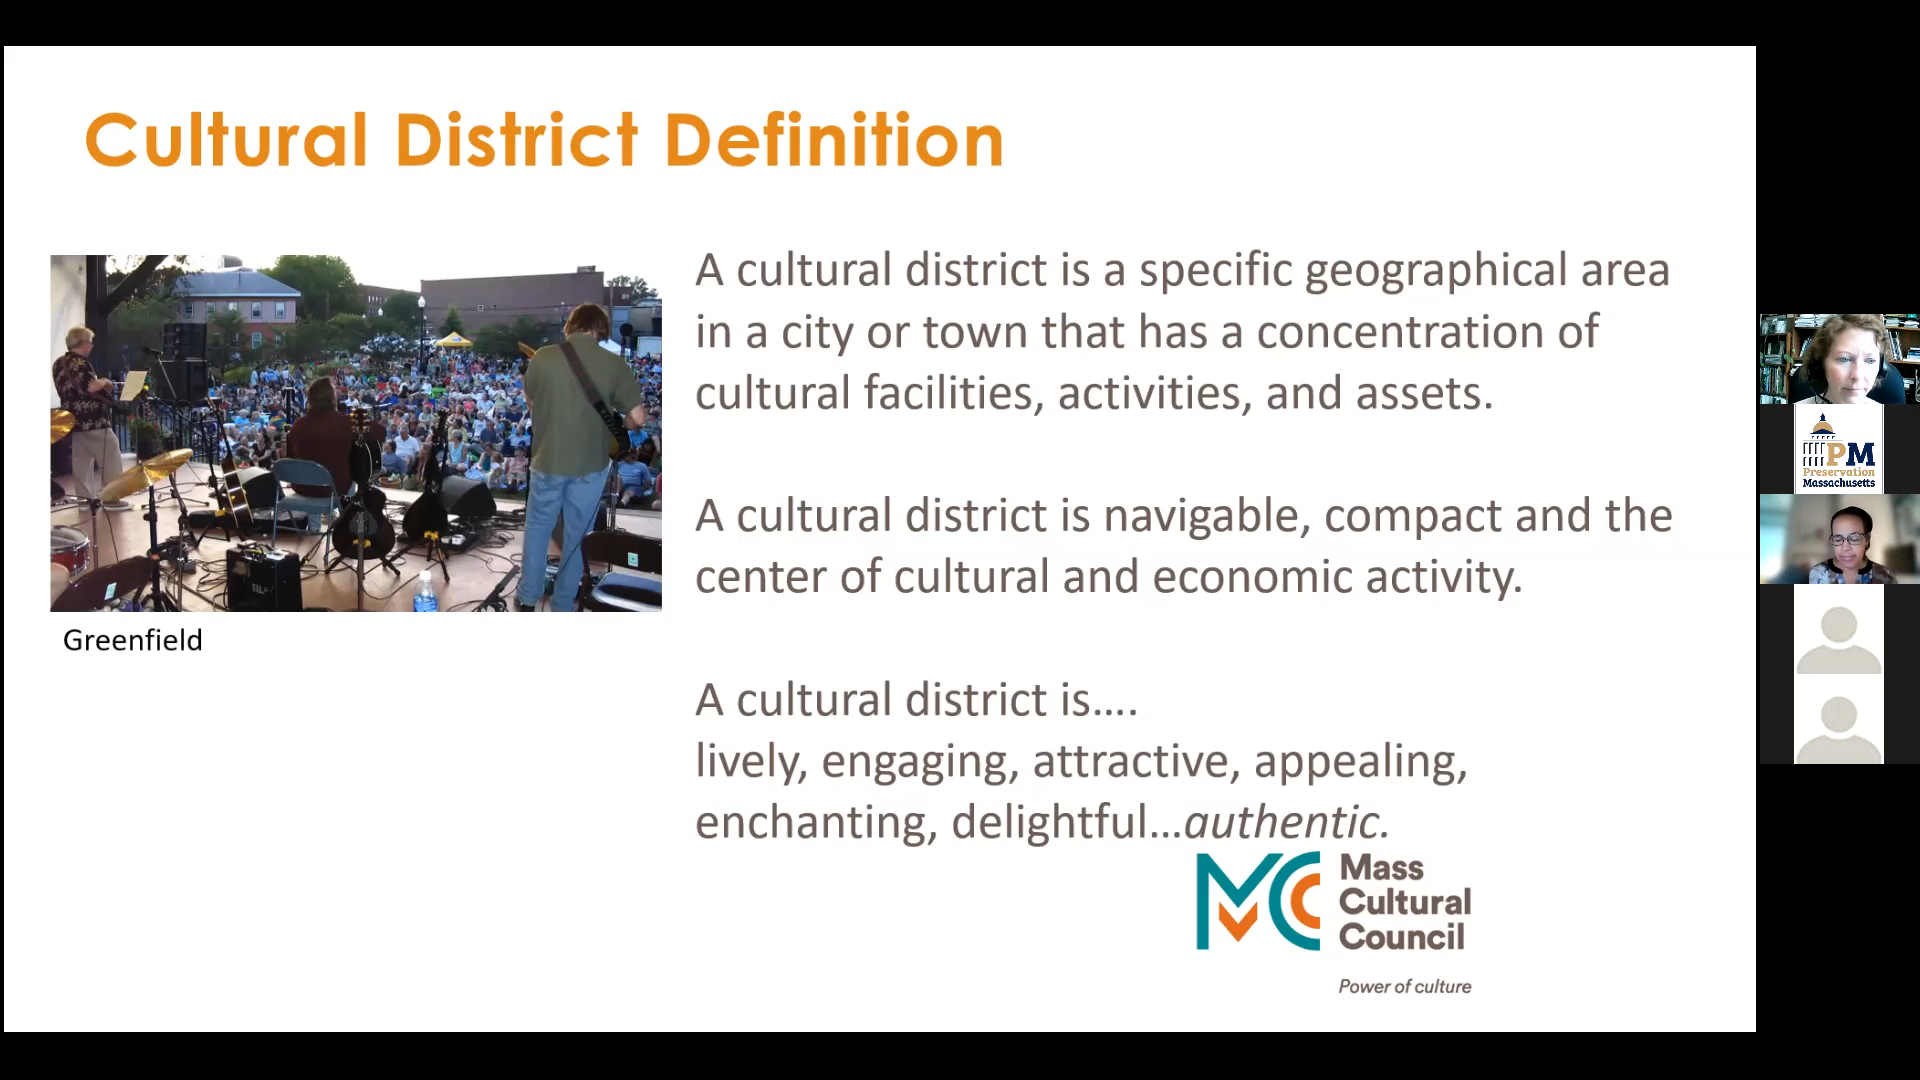 Cultural District Definition
A cultural district is a specific geographical area
in a city or town that has a concentration of
cultural facilities, activities, and assets.
A cultural district is navigable, compact and the
center of cultural and economic activity.
A cultural district is….
lively, engaging, attractive, appealing,
enchanting, delightful…authentic.
Greenfield
MCC
Mass
Cultural
Council
Power of culture
PM
Preservation
Massachusetts